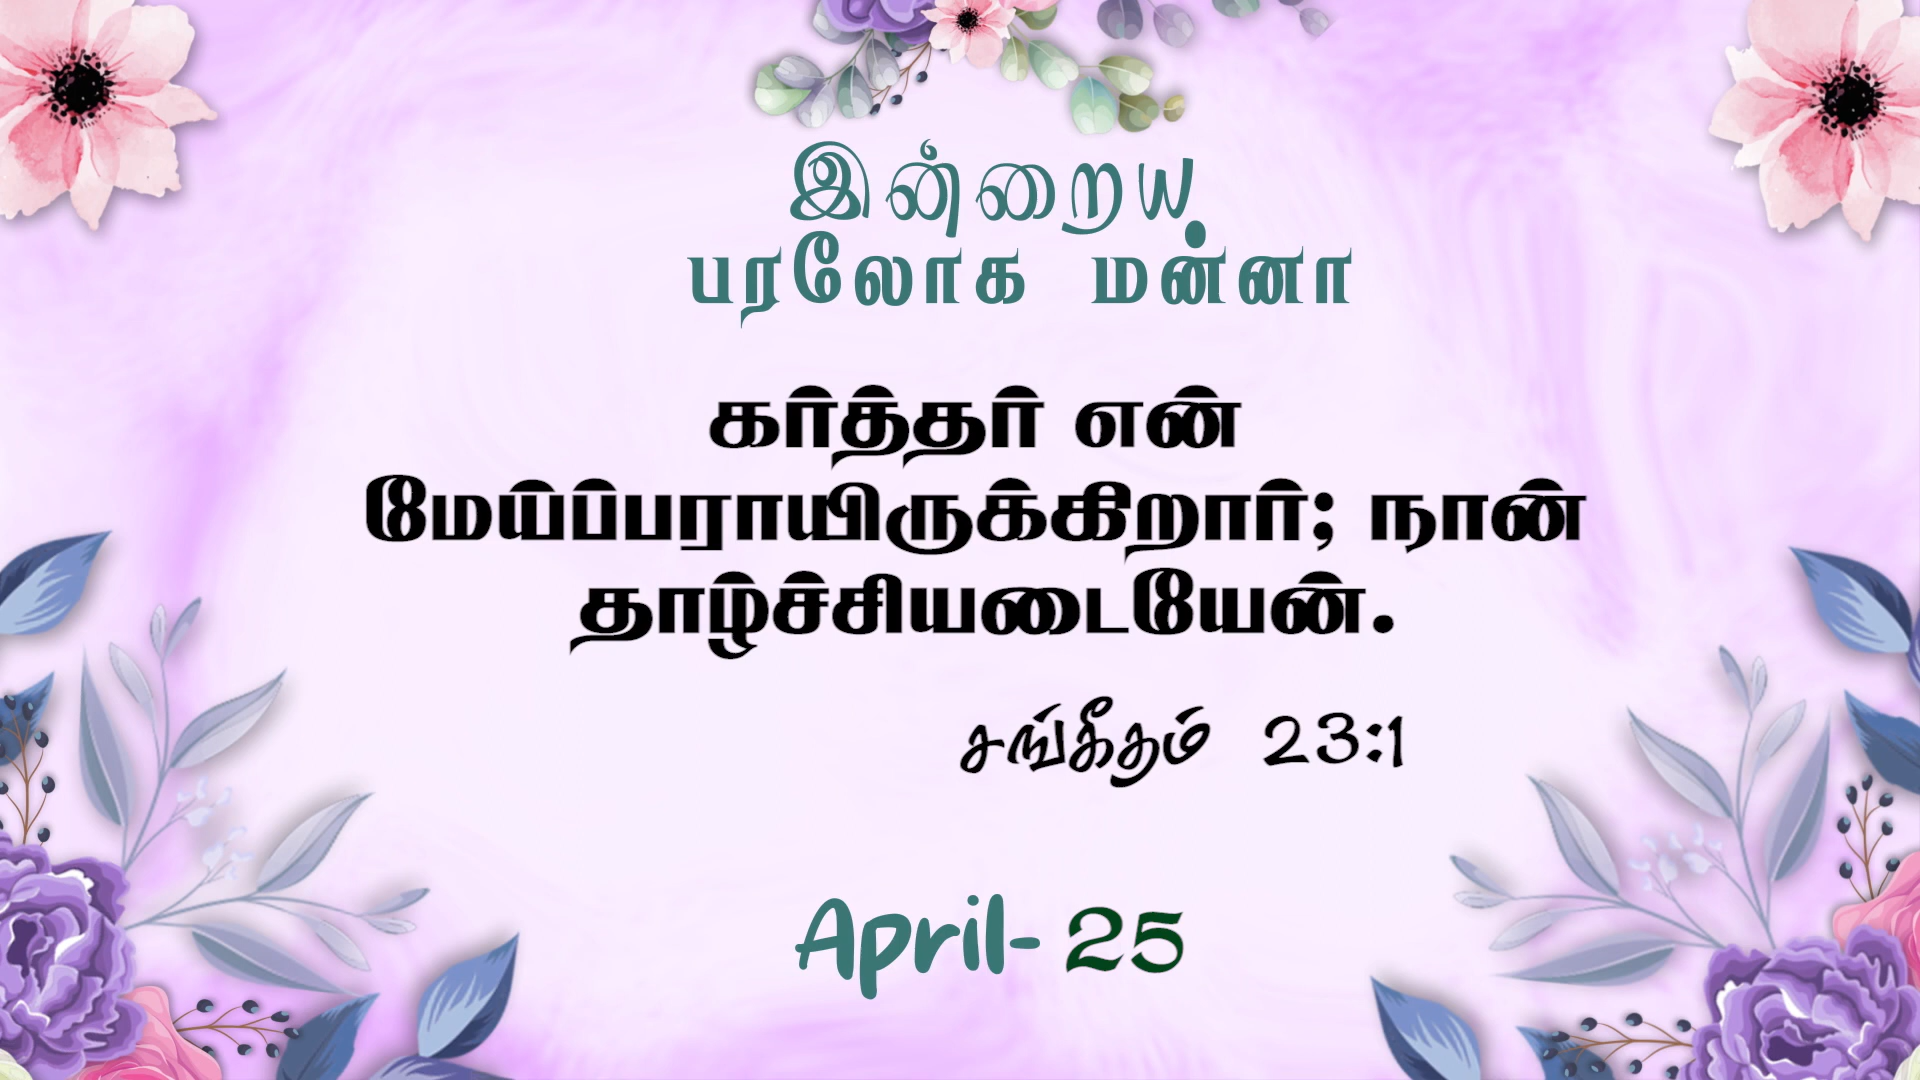 இன்றைய
பரலோக மன்னா
கர்த்தர் என்
மேய்ப்பராயிருக்கிறார்; நான்
தாழ்ச்சியடையேன்.
சங்கீதம் 23:1
April- 25